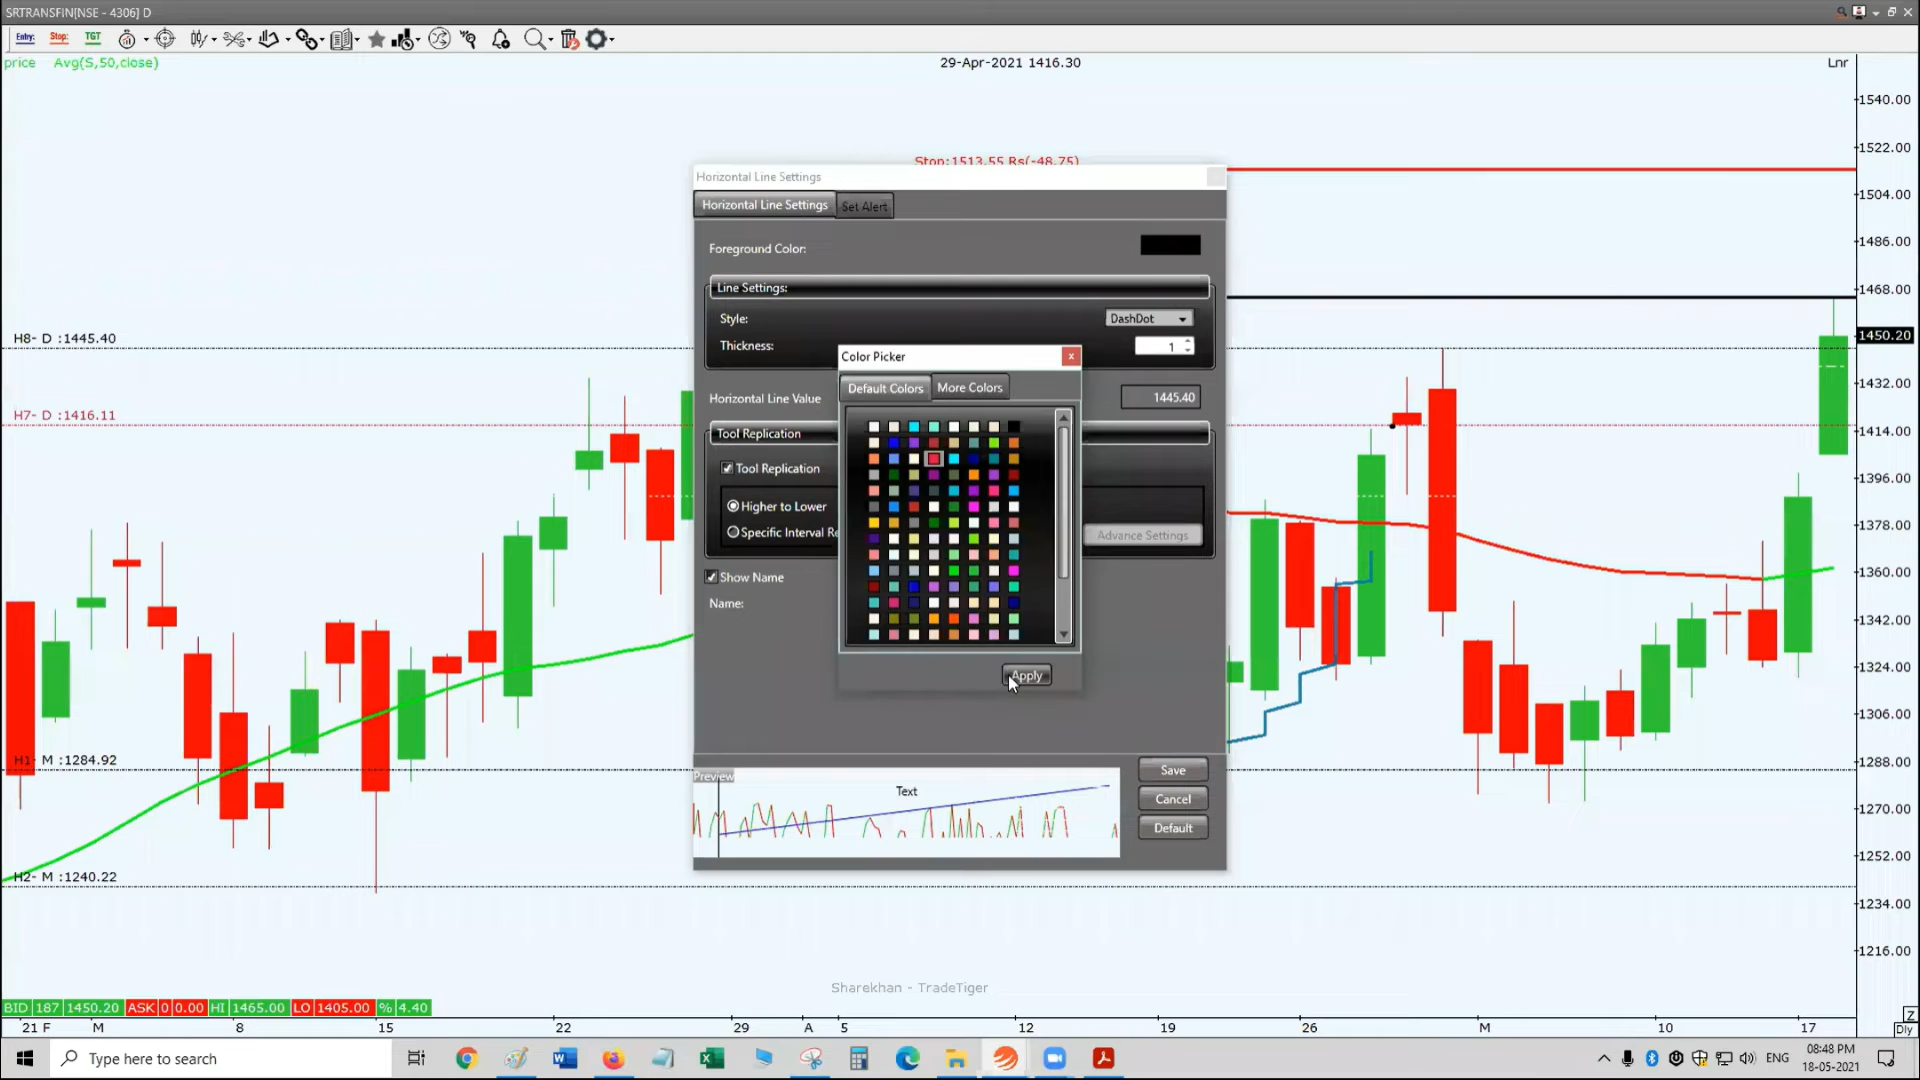 SRTRANSFIN[NSE - 4306] D
Entry: Stop: TGT
price Avg(S,50,close)
29-Apr-2021 1416.30
Lnr
1540.00
1522.00
1504.00
1486.00
1468.00
1450.20
1432.00
1414.00
1396.00
1378.00
1360.00
1342.00
1324.00
1306.00
1288.00
1270.00
1252.00
1234.00
1216.00
Stop:1513.55 Rs(-48.75)
H8- D :1445.40
H7- D :1416.11
H1- M :1284.92
H2- M :1240.22
Horizontal Line Settings
Horizontal Line Settings
Set Alert
Foreground Color:
Line Settings:
Style:
DashDot
Thickness:
1
Horizontal Line Value
1445.40
Tool Replication
Tool Replication
Higher to Lower
Specific Interval Re
Advance Settings
Show Name
Name:
Color Picker
x
Default Colors
More Colors
Apply
Preview
Text
Save
Cancel
Default
Sharekhan - TradeTiger
BID 187 1450.20 ASK 0 0.00 HI 1465.00 LO 1405.00 % 4.40
21 F M 8 15 22 29 A 5 12 19 26 M 10 17
Z
Dly
Type here to search
ENG
08:48 PM
18-05-2021